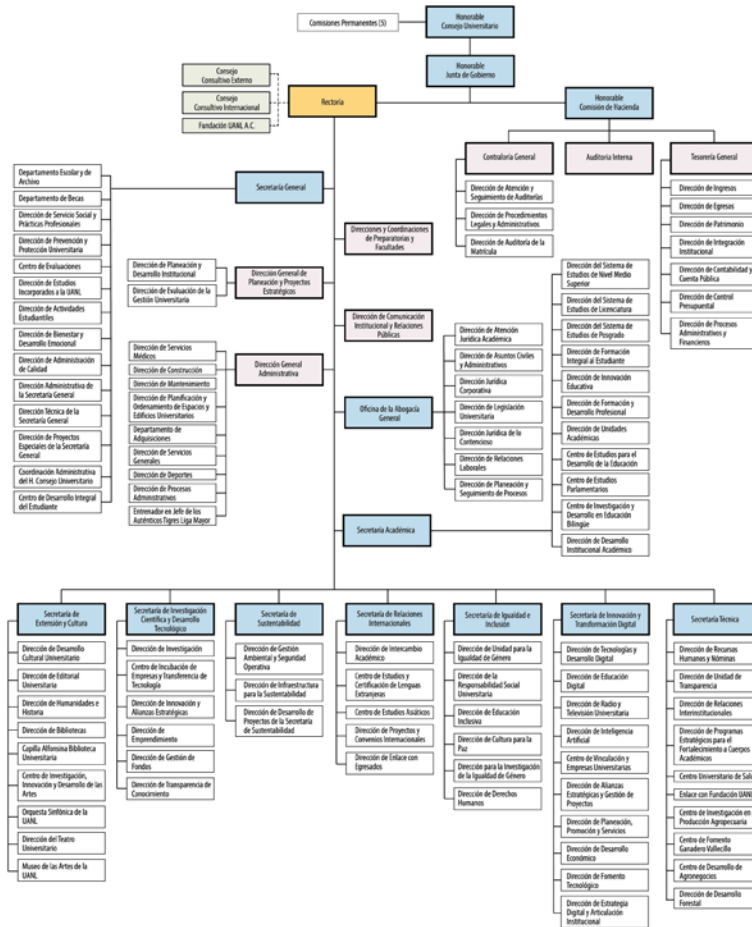 Comisiones Permanentes (5)
Honorable
Consejo Universitario
Honorable
Junta de Gobierno
Consejo
Consultivo Externo
Consejo
Consultivo Internacional
Fundación UANL A.C.
Rectoría
Honorable
Comisión de Hacienda
Contraloría General
Auditoría Interna
Tesorería General
Dirección de Atención y
Seguimiento de Auditorías
Dirección de Procedimientos
Legales y Administrativos
Dirección de Auditoría de la
Matrícula
Dirección de Ingresos
Dirección de Egresos
Dirección de Patrimonio
Dirección de Integración
Institucional
Dirección de Contabilidad y
Cuenta Pública
Dirección de Control
Presupuestal
Dirección de Procesos
Administrativos y
Financieros
Secretaría General
Departamento Escolar y de
Archivo
Departamento de Becas
Dirección de Servicio Social y
Prácticas Profesionales
Dirección de Prevención y
Protección Universitaria
Centro de Evaluaciones
Dirección de Estudios
Incorporados a la UANL
Dirección de Actividades
Estudiantiles
Dirección de Bienestar y
Desarrollo Emocional
Dirección de Administración
de Calidad
Dirección Administrativa de
la Secretaría General
Dirección Técnica de la
Secretaría General
Dirección de Proyectos
Especiales de la Secretaría
General
Coordinación Administrativa
del H. Consejo Universitario
Centro de Desarrollo Integral
del Estudiante
Direcciones y Coordinaciones
de Preparatorias y
Facultades
Dirección General
de Planeación y Proyectos
Estratégicos
Dirección de Planeación y
Desarrollo Institucional
Dirección de Evaluación de la
Gestión Universitaria
Dirección de Comunicación
Institucional y Relaciones
Públicas
Dirección General
Administrativa
Dirección de Servicios
Médicos
Dirección de Construcción
Dirección de Mantenimiento
Dirección de Planificación y
Ordenamiento de Espacios y
Edificios Universitarios
Departamento de
Adquisiciones
Dirección de Servicios
Generales
Dirección de Deportes
Dirección de Procesos
Administrativos
Entrenador en Jefe de los
Auténticos Tigres Liga Mayor
Oficina de la Abogacía
General
Dirección de Atención
Jurídica Académica
Dirección de Asuntos Civiles
y Administrativos
Dirección Jurídica
Corporativa
Dirección de Legislación
Universitaria
Dirección Jurídica de lo
Contencioso
Dirección de Relaciones
Laborales
Dirección de Planeación y
Seguimiento de Procesos
Secretaría Académica
Dirección del Sistema de
Estudios de Nivel Medio
Superior
Dirección del Sistema de
Estudios de Licenciatura
Dirección del Sistema de
Estudios de Posgrado
Dirección de Formación
Integral al Estudiante
Dirección de Innovación
Educativa
Dirección de Formación y
Desarrollo Profesional
Dirección de Unidades
Académicas
Centro de Estudios para el
Desarrollo de la Educación
Centro de Estudios
Parlamentarios
Centro de Investigación y
Desarrollo en Educación
Bilingüe
Dirección de Desarrollo
Institucional Académico
Secretaría de
Extensión y Cultura
Dirección de Desarrollo
Cultural Universitario
Dirección de Editorial
Universitaria
Dirección de Humanidades e
Historia
Dirección de Bibliotecas
Capilla Alfonsina Biblioteca
Universitaria
Centro de Investigación,
Innovación y Desarrollo de las
Artes
Orquesta Sinfónica de la
UANL
Dirección del Teatro
Universitario
Museo de las Artes de la
UANL
Secretaría de Investigación
Científica y Desarrollo
Tecnológico
Dirección de Investigación
Centro de Incubación de
Empresas y Transferencia de
Tecnología
Dirección de Innovación y
Alianzas Estratégicas
Dirección de
Emprendimiento
Dirección de Gestión de
Fondos
Dirección de Transparencia de
Conocimiento
Secretaría de
Sustentabilidad
Dirección de Gestión
Ambiental y Seguridad
Operativa
Dirección de Infraestructura
para la Sustentabilidad
Dirección de Desarrollo de
Proyectos de la Secretaría
de Sustentabilidad
Secretaría de Relaciones
Internacionales
Dirección de Intercambio
Académico
Centro de Estudios y
Certificación de Lenguas
Extranjeras
Centro de Estudios Asiáticos
Dirección de Proyectos y
Convenios Internacionales
Dirección de Enlace con
Egresados
Secretaría de Igualdad e
Inclusión
Dirección de Unidad para la
Igualdad de Género
Dirección de la
Responsabilidad Social
Universitaria
Dirección de Educación
Inclusiva
Dirección de Cultura para la
Paz
Dirección para la Investigación
de la Igualdad de Género
Dirección de Derechos
Humanos
Secretaría de Innovación y
Transformación Digital
Dirección de Tecnologías y
Desarrollo Digital
Dirección de Educación
Digital
Dirección de Radio y
Televisión Universitaria
Dirección de Inteligencia
Artificial
Centro de Vinculación y
Empresas Universitarias
Dirección de Alianzas
Estratégicas y Gestión de
Proyectos
Dirección de Planeación,
Promoción y Servicios
Dirección de Desarrollo
Económico
Dirección de Fomento
Tecnológico
Dirección de Estrategia
Digital y Articulación
Institucional
Secretaría Técnica
Dirección de Recursos
Humanos y Nóminas
Dirección de Unidad de
Transparencia
Dirección de Relaciones
Interinstitucionales
Dirección de Programas
Estratégicos para el
Fortalecimiento a Cuerpos
Académicos
Centro Universitario de Salud
Enlace con Fundación UANL
Centro de Investigación en
Producción Agropecuaria
Centro de Fomento
Ganadero Vallecillo
Centro de Desarrollo de
Agronegocios
Dirección de Desarrollo
Forestal